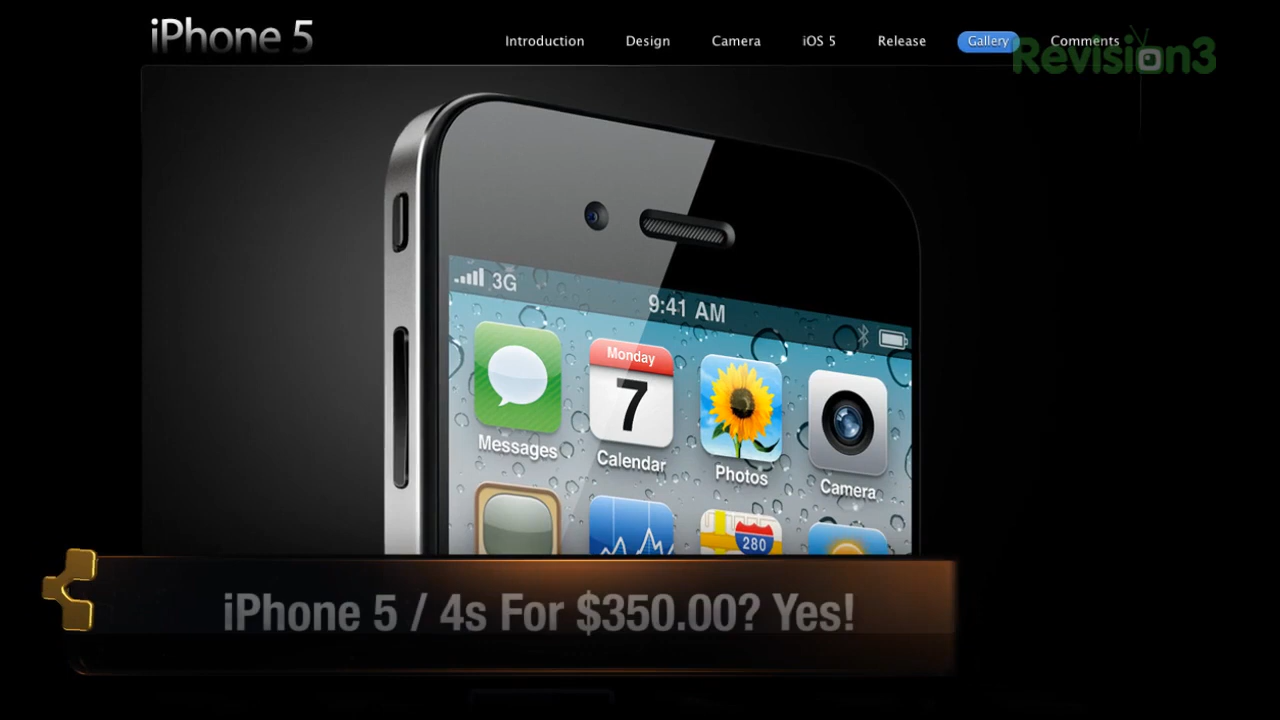 iPhone 5
Introduction Design Camera iOS 5 Release Gallery Comments
Revision3
3G 9:41 AM
Monday
7
Messages Calendar Photos Camera
280
iPhone 5 / 4s For $350.00? Yes!